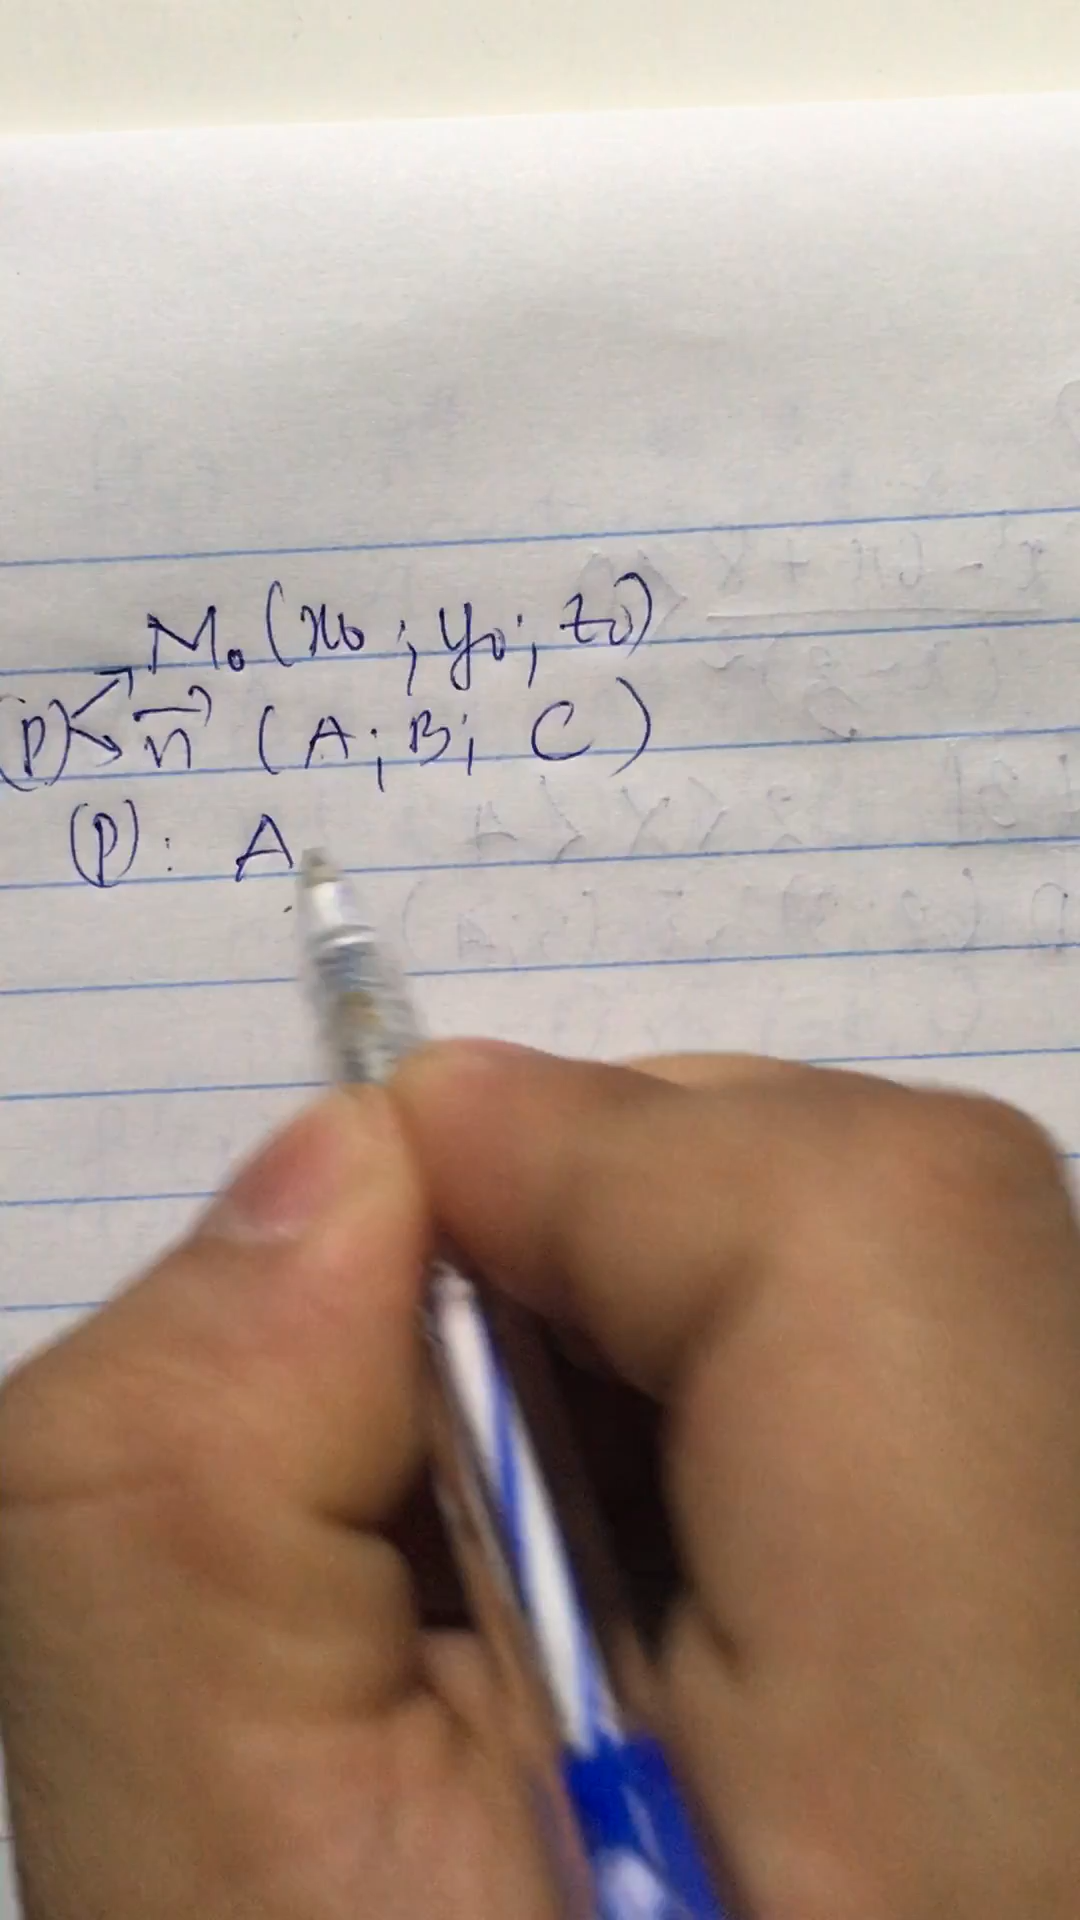 M₀ (x₀ ; y₀ ; z₀)
(P) n⃗ (A ; B ; C)
(P) : A